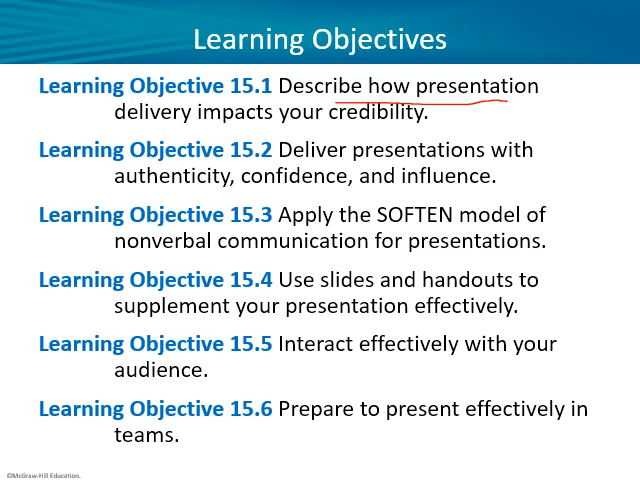 Learning Objectives
Learning Objective 15.1 Describe how presentation
delivery impacts your credibility.
Learning Objective 15.2 Deliver presentations with
authenticity, confidence, and influence.
Learning Objective 15.3 Apply the SOFTEN model of
nonverbal communication for presentations.
Learning Objective 15.4 Use slides and handouts to
supplement your presentation effectively.
Learning Objective 15.5 Interact effectively with your
audience.
Learning Objective 15.6 Prepare to present effectively in
teams.
©McGraw-Hill Education.